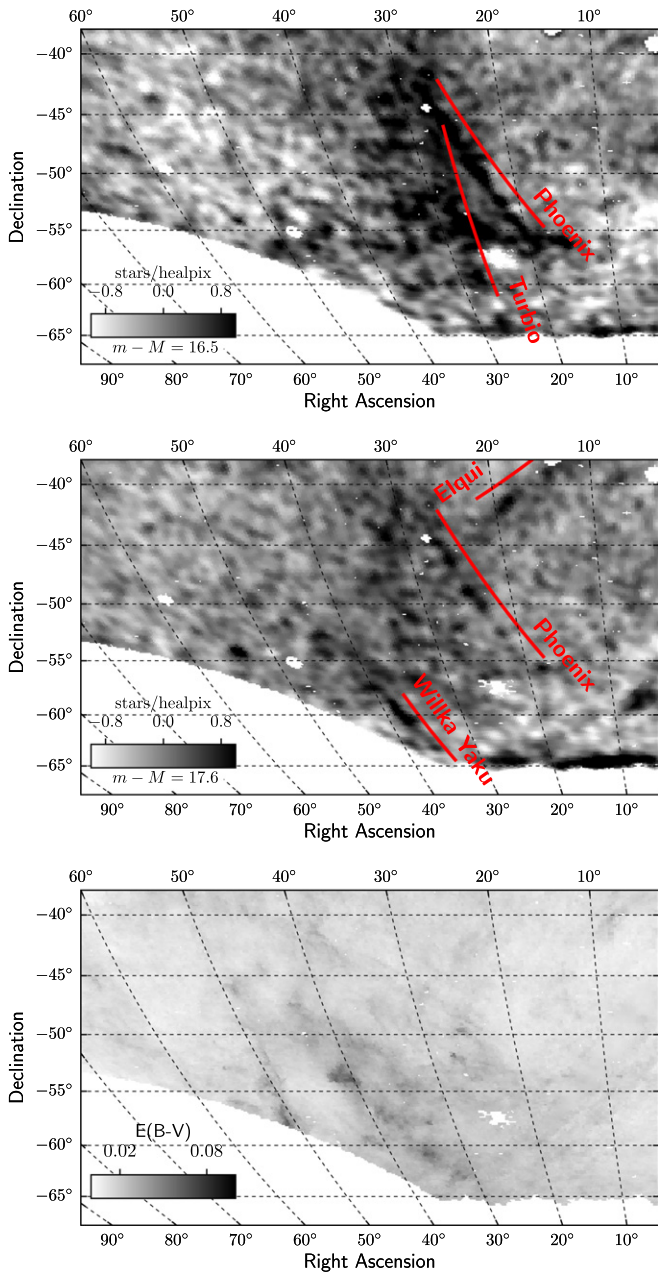 60° 50° 40° 30° 20° 10°
−40°
−45°
−50°
−55°
−60°
−65°
Declination
Phoenix
Turbio
stars/healpix
−0.8 0.0 0.8
m − M = 16.5
90° 80° 70° 60° 50° 40° 30° 20° 10°
Right Ascension
60° 50° 40° 30° 20° 10°
−40°
−45°
−50°
−55°
−60°
−65°
Declination
Elqui
Phoenix
Willka Yaku
stars/healpix
−0.8 0.0 0.8
m − M = 17.6
90° 80° 70° 60° 50° 40° 30° 20° 10°
Right Ascension
60° 50° 40° 30° 20° 10°
−40°
−45°
−50°
−55°
−60°
−65°
Declination
E(B-V)
0.02 0.08
90° 80° 70° 60° 50° 40° 30° 20° 10°
Right Ascension